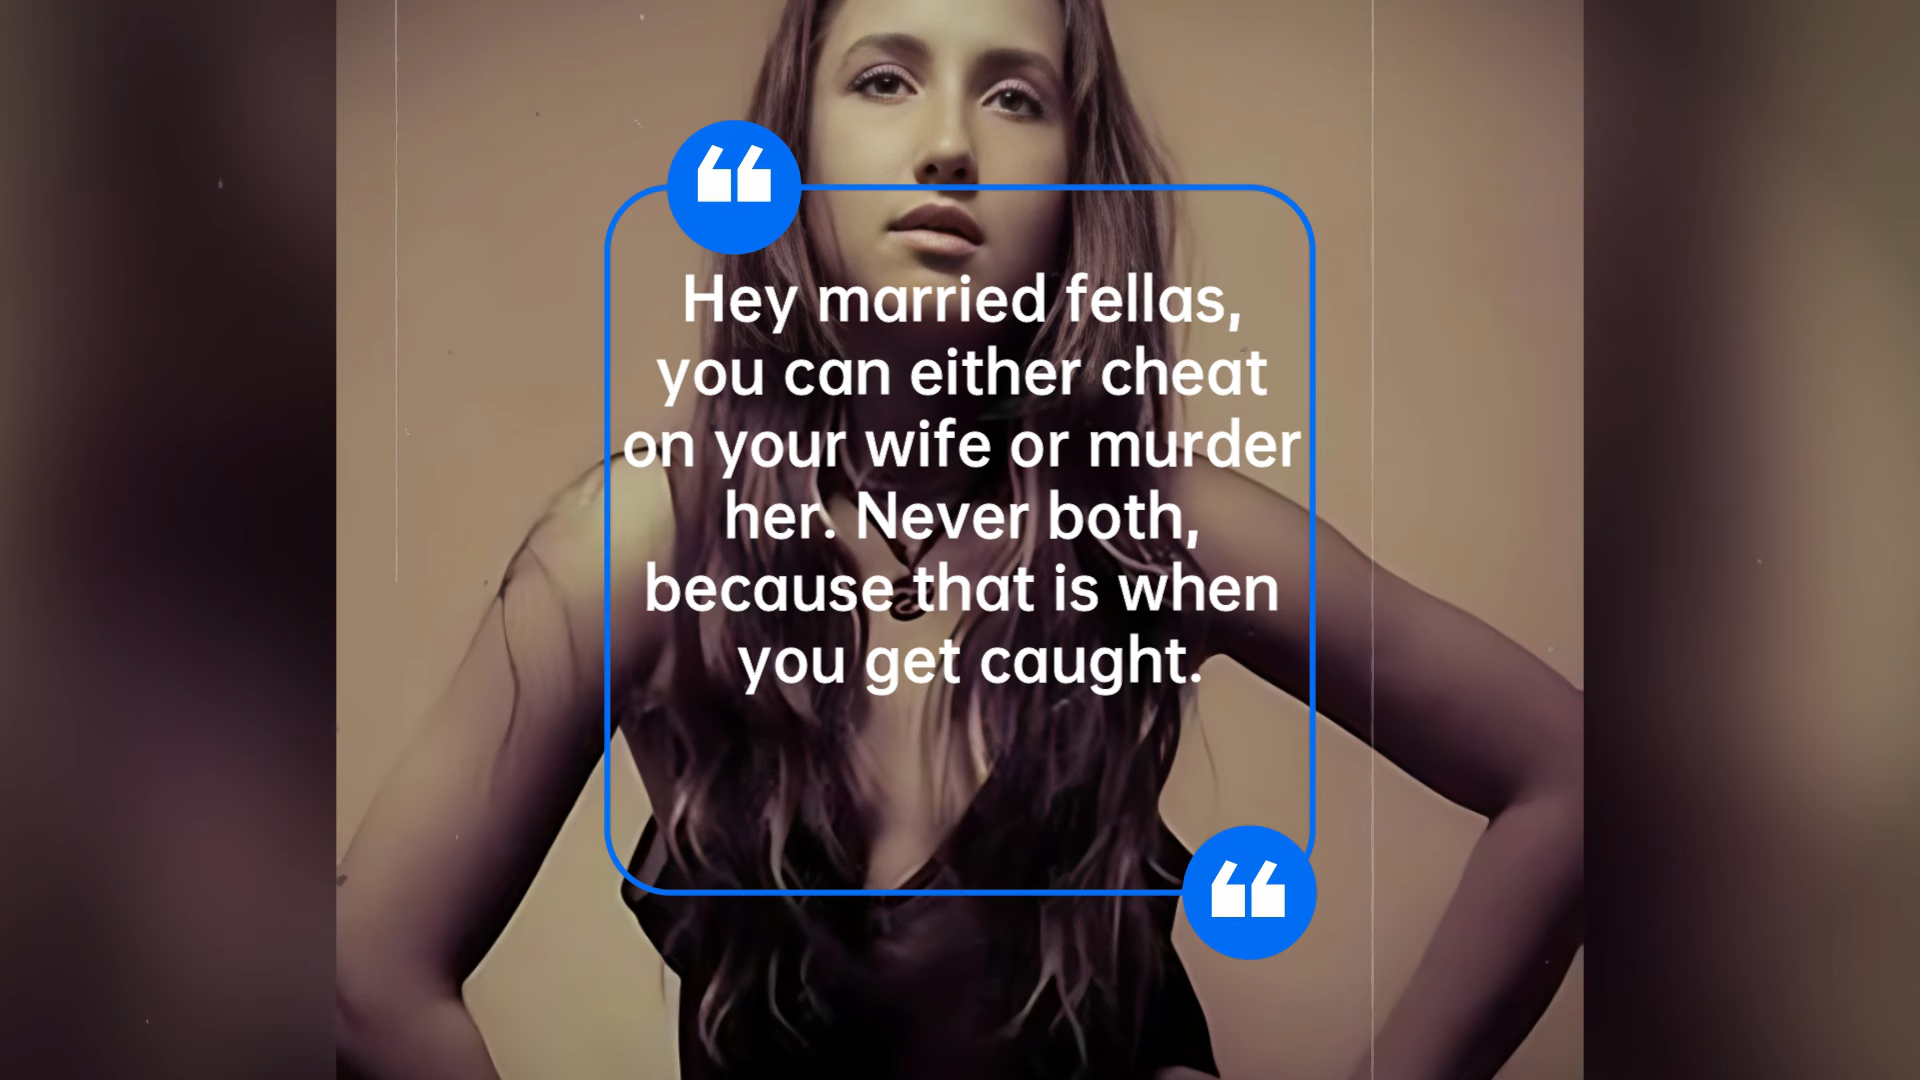 Hey married fellas,
you can either cheat
on your wife or murder
her. Never both,
because that is when
you get caught.